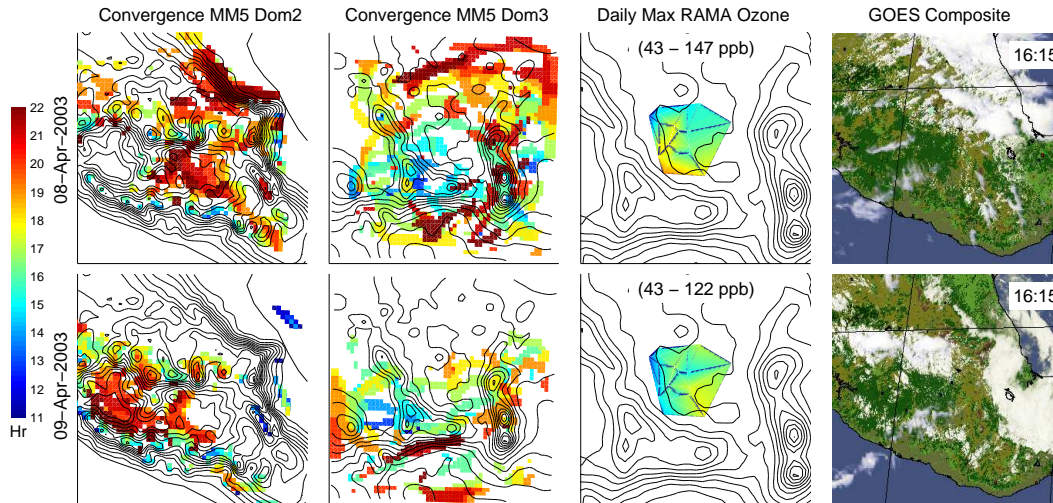 Convergence MM5 Dom2
Convergence MM5 Dom3
Daily Max RAMA Ozone
GOES Composite
08−Apr−2003
(43 − 147 ppb)
16:15
22
21
20
19
18
17
16
15
14
13
12
11
Hr
09−Apr−2003
(43 − 122 ppb)
16:15